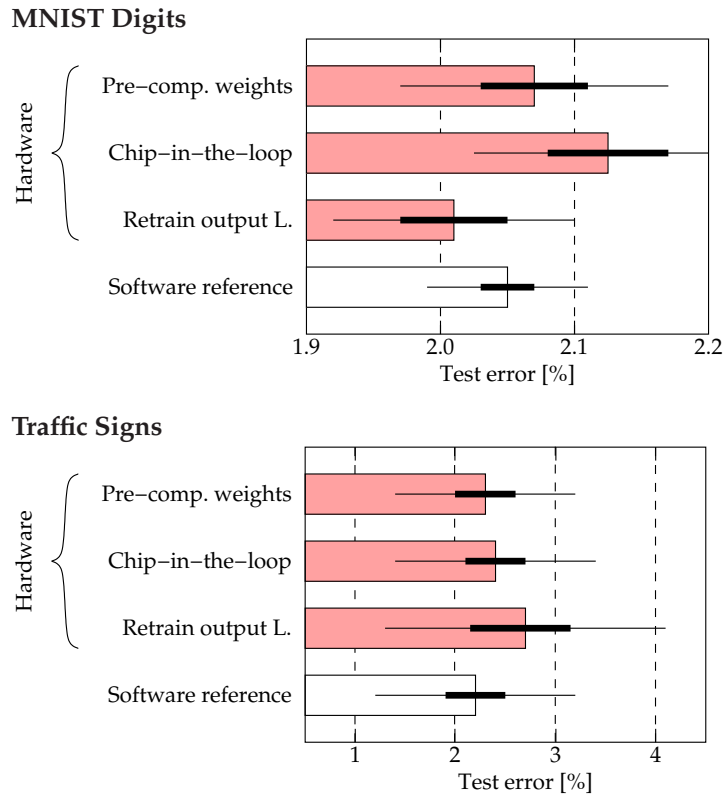 MNIST Digits
Hardware
Pre−comp. weights
Chip−in−the−loop
Retrain output L.
Software reference
1.9 2.0 2.1 2.2
Test error [%]
Traffic Signs
Hardware
Pre−comp. weights
Chip−in−the−loop
Retrain output L.
Software reference
1 2 3 4
Test error [%]